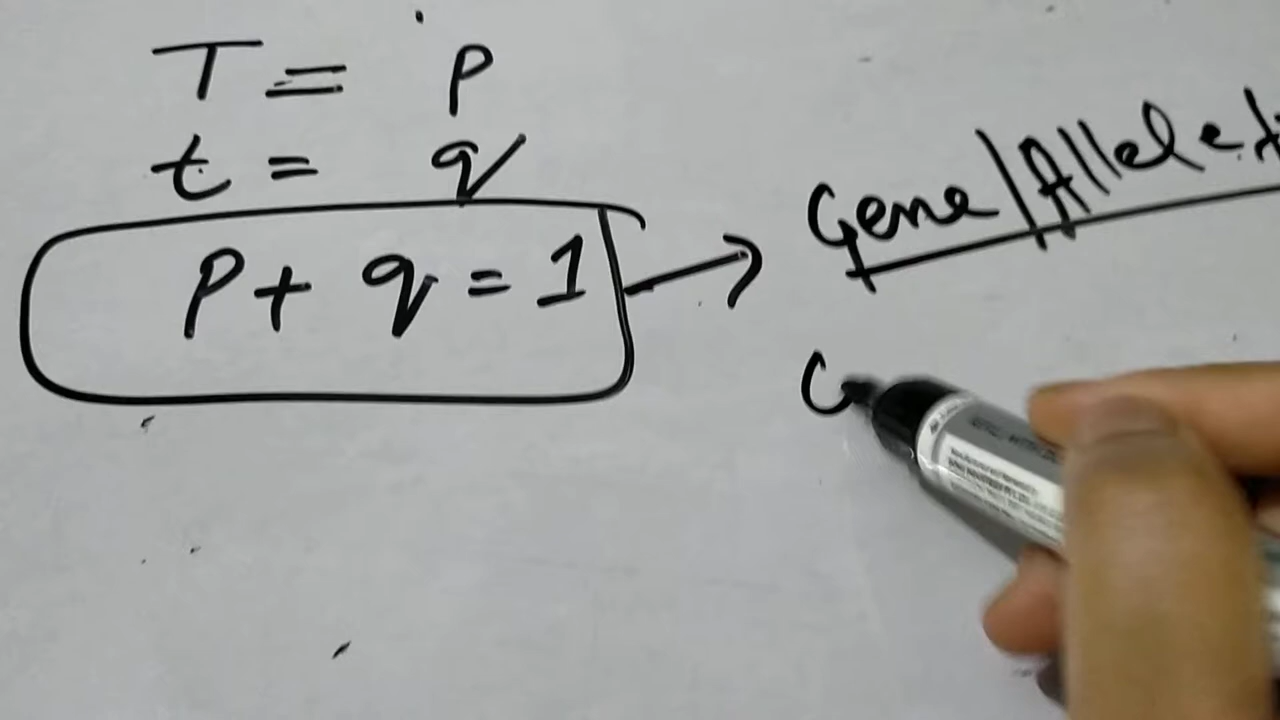 T = p
t = q
p + q = 1 → Gene/Allele
G